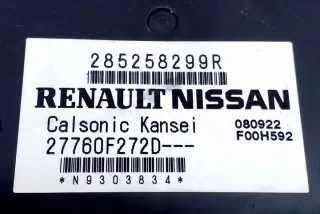 285258299R
RENAULT NISSAN
Calsonic Kansei 080922
27760F272D--- F00H592
*N9303834*